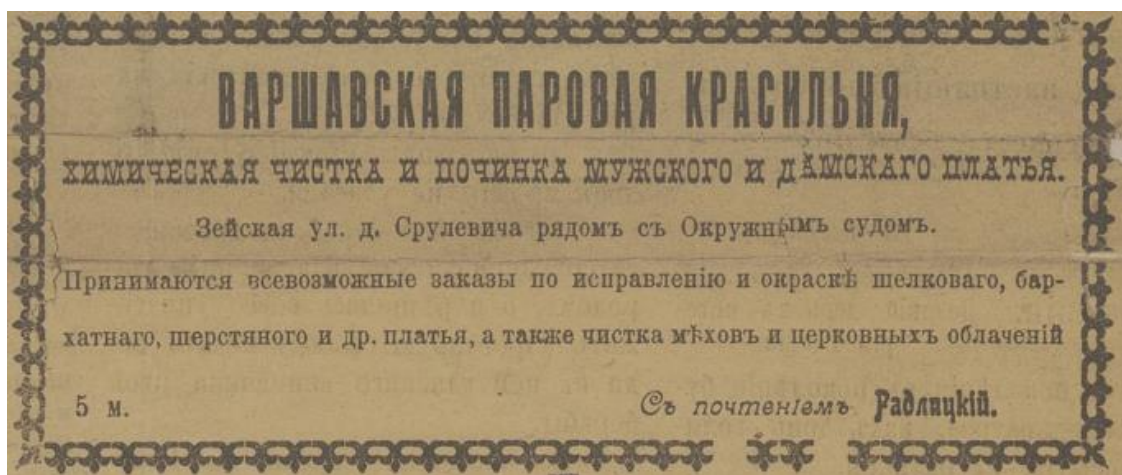 ВАРШАВСКАЯ ПАРОВАЯ КРАСИЛЬНЯ,
ХИМИЧЕСКАЯ ЧИСТКА И ПОЧИНКА МУЖСКОГО И ДАМСКАГО ПЛАТЬЯ.
Зейская ул. д. Срулевича рядомъ съ Окружнымъ судомъ.
Принимаются всевозможные заказы по исправленію и окраскѣ шелковаго, бар-
хатнаго, шерстяного и др. платья, а также чистка мѣховъ и церковныхъ облаченій
5 м. Съ почтеніемъ Радлицкій.